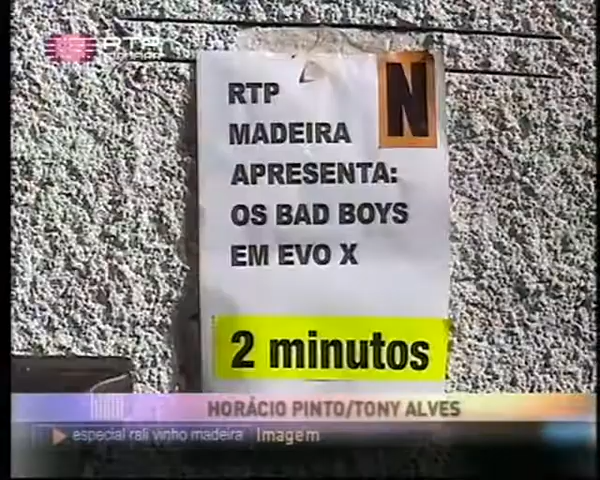 RTP
N
RTP
MADEIRA
APRESENTA:
OS BAD BOYS
EM EVO X
2 minutos
HORÁCIO PINTO/TONY ALVES
especial rali vinho madeira Imagem